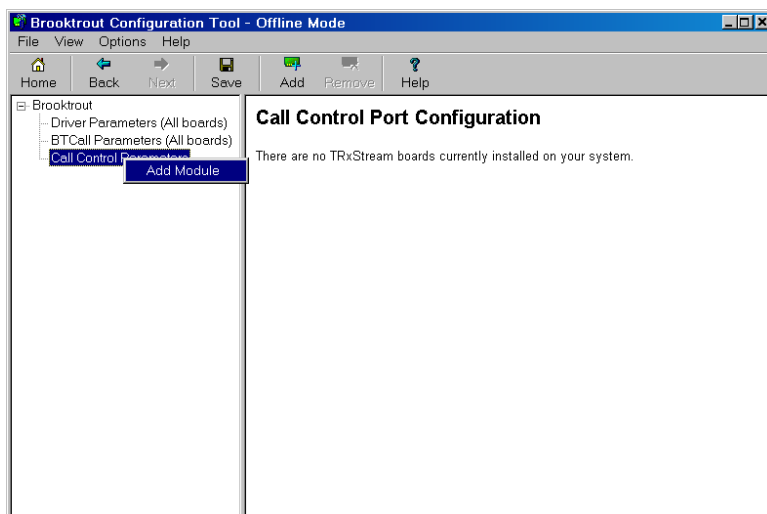 Brooktrout Configuration Tool - Offline Mode
File View Options Help
Home Back Next Save Add Remove Help
Brooktrout
Driver Parameters (All boards)
BTCall Parameters (All boards)
Call Control Parameters
Add Module
Call Control Port Configuration
There are no TRxStream boards currently installed on your system.